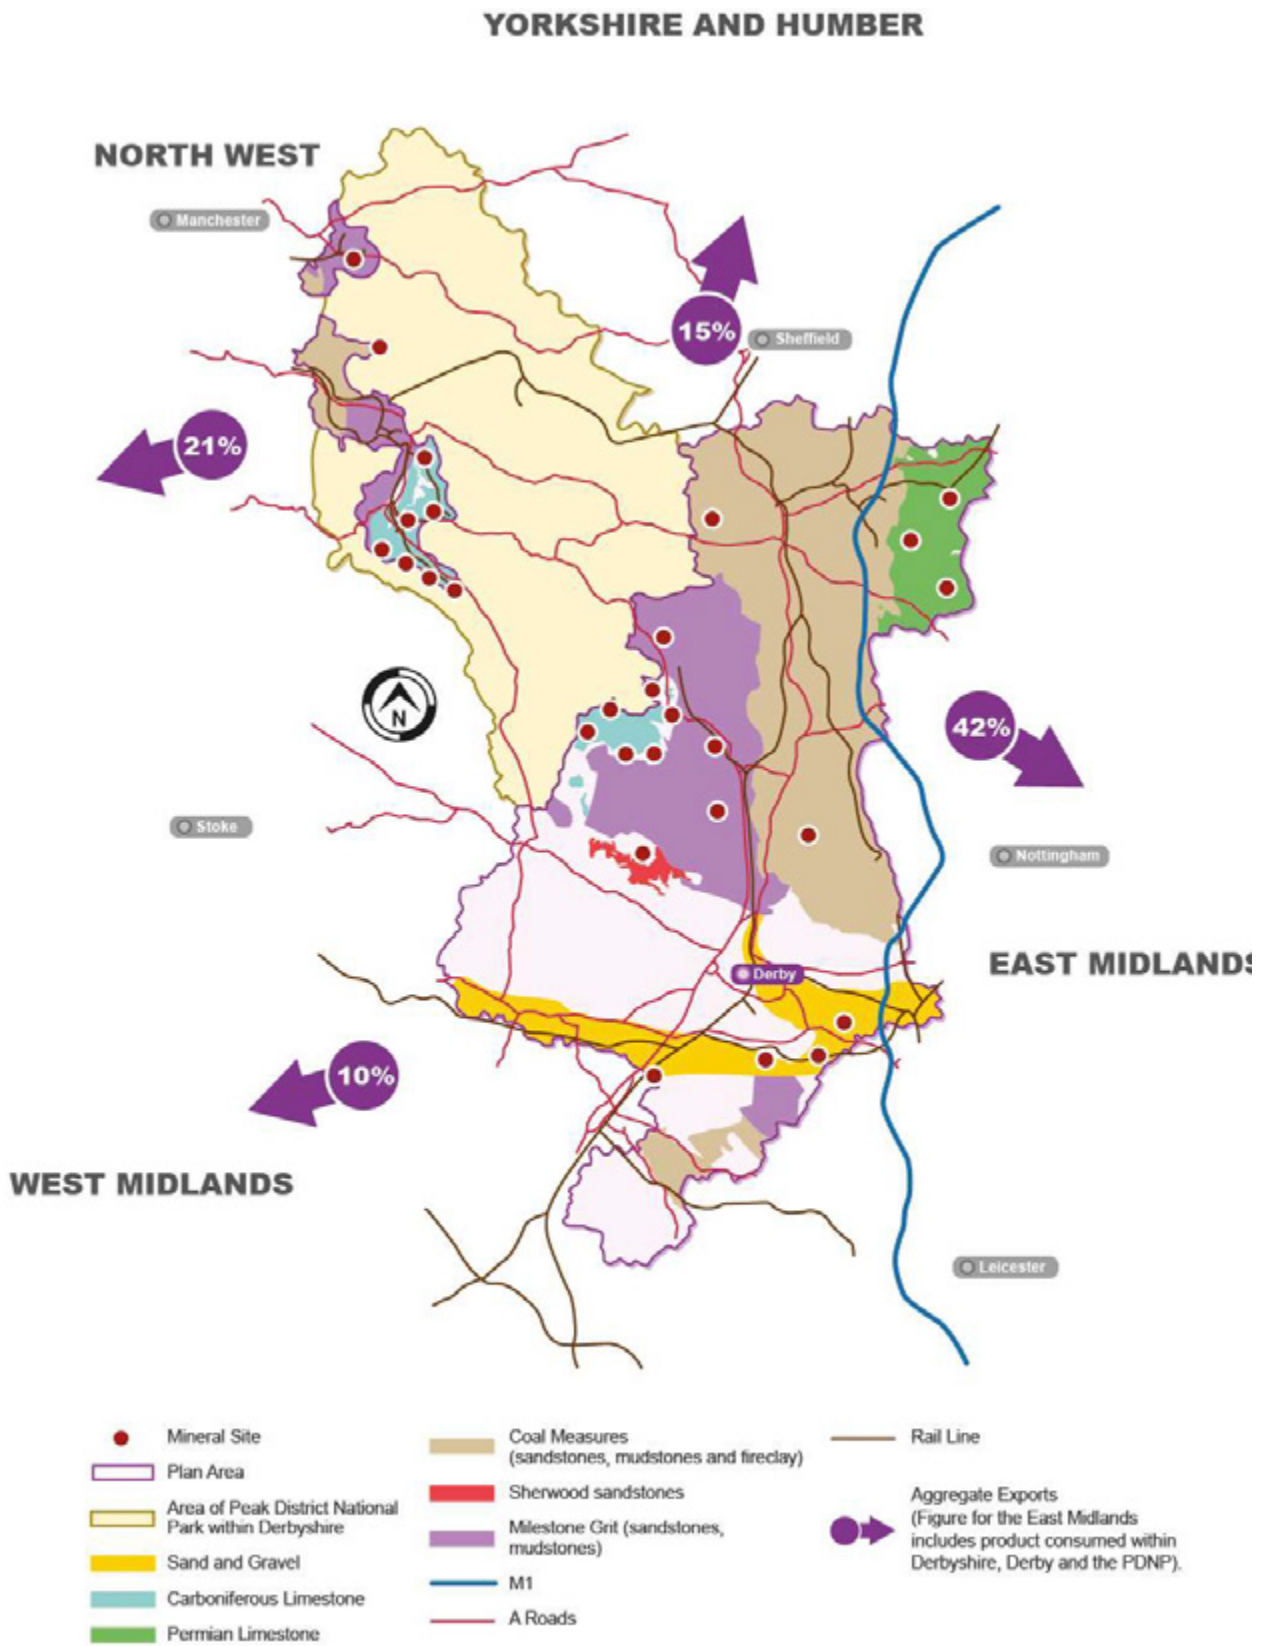 YORKSHIRE AND HUMBER
NORTH WEST
Manchester
15%
Sheffield
21%
N
42%
Stoke
Nottingham
EAST MIDLANDS
Derby
10%
WEST MIDLANDS
Leicester
Mineral Site
Plan Area
Area of Peak District National
Park within Derbyshire
Sand and Gravel
Carboniferous Limestone
Permian Limestone
Coal Measures
(sandstones, mudstones and fireclay)
Sherwood sandstones
Milestone Grit (sandstones,
mudstones)
M1
A Roads
Rail Line
Aggregate Exports
(Figure for the East Midlands
includes product consumed within
Derbyshire, Derby and the PDNP).